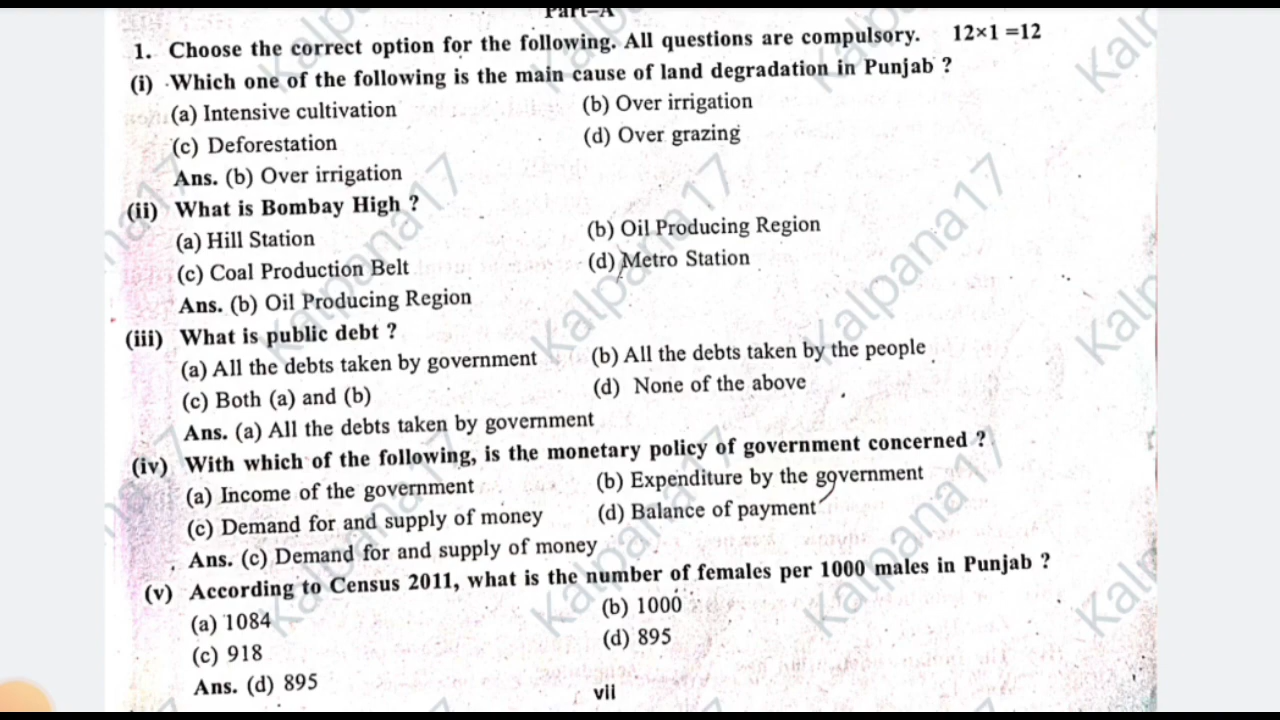 Part–A
1. Choose the correct option for the following. All questions are compulsory. 12×1 =12
(i) Which one of the following is the main cause of land degradation in Punjab ?
(a) Intensive cultivation (b) Over irrigation
(c) Deforestation (d) Over grazing
Ans. (b) Over irrigation
(ii) What is Bombay High ?
(a) Hill Station (b) Oil Producing Region
(c) Coal Production Belt (d) Metro Station
Ans. (b) Oil Producing Region
(iii) What is public debt ?
(a) All the debts taken by government (b) All the debts taken by the people
(c) Both (a) and (b) (d) None of the above
Ans. (a) All the debts taken by government
(iv) With which of the following, is the monetary policy of government concerned ?
(a) Income of the government (b) Expenditure by the government
(c) Demand for and supply of money (d) Balance of payment
Ans. (c) Demand for and supply of money
(v) According to Census 2011, what is the number of females per 1000 males in Punjab ?
(a) 1084 (b) 1000
(c) 918 (d) 895
Ans. (d) 895
vii
Kalpana17